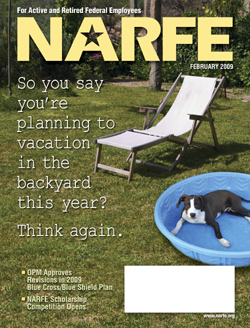 For Active and Retired Federal Employees
NARFE
FEBRUARY 2009
So you say
you're
planning to
vacation
in the
backyard
this year?
Think again.
OPM Approves
Revisions in 2009
Blue Cross/Blue Shield Plan
NARFE Scholarship
Competition Opens
www.narfe.org